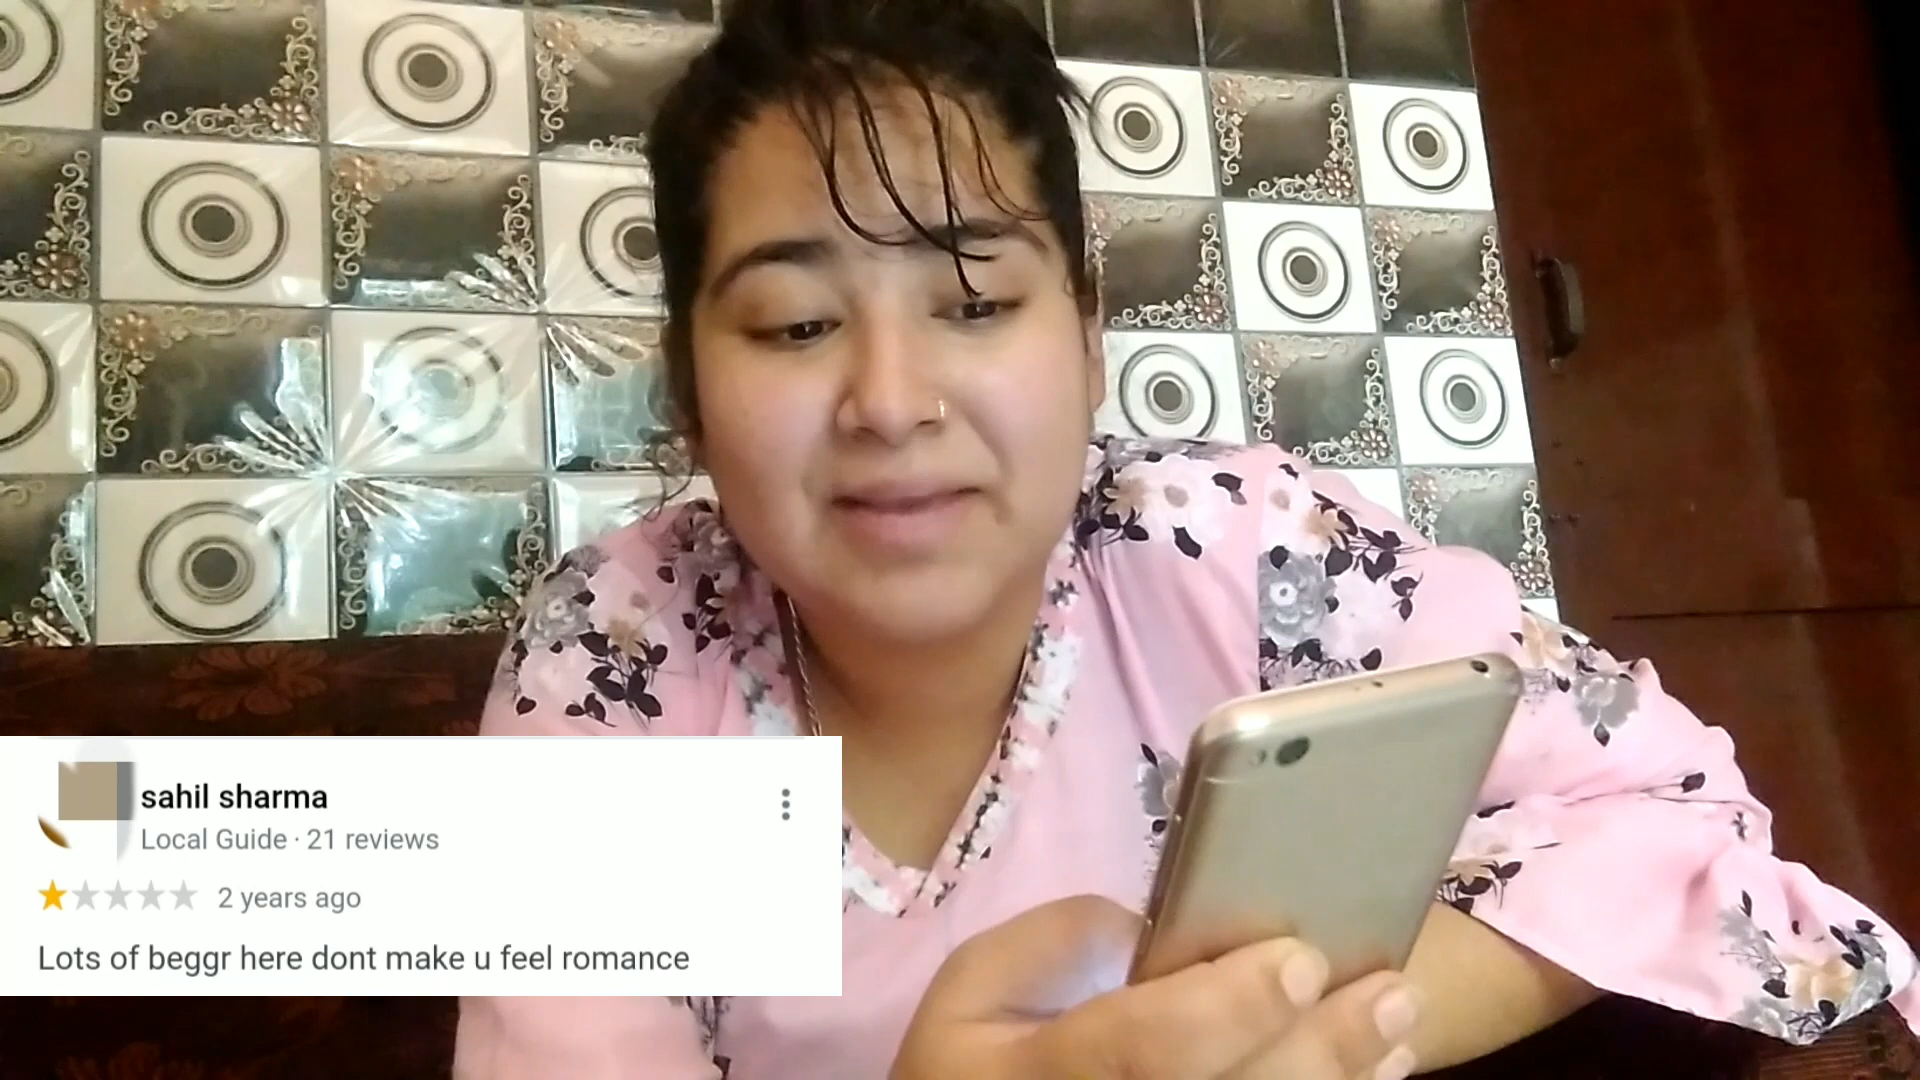 sahil sharma
Local Guide · 21 reviews
2 years ago
Lots of beggr here dont make u feel romance